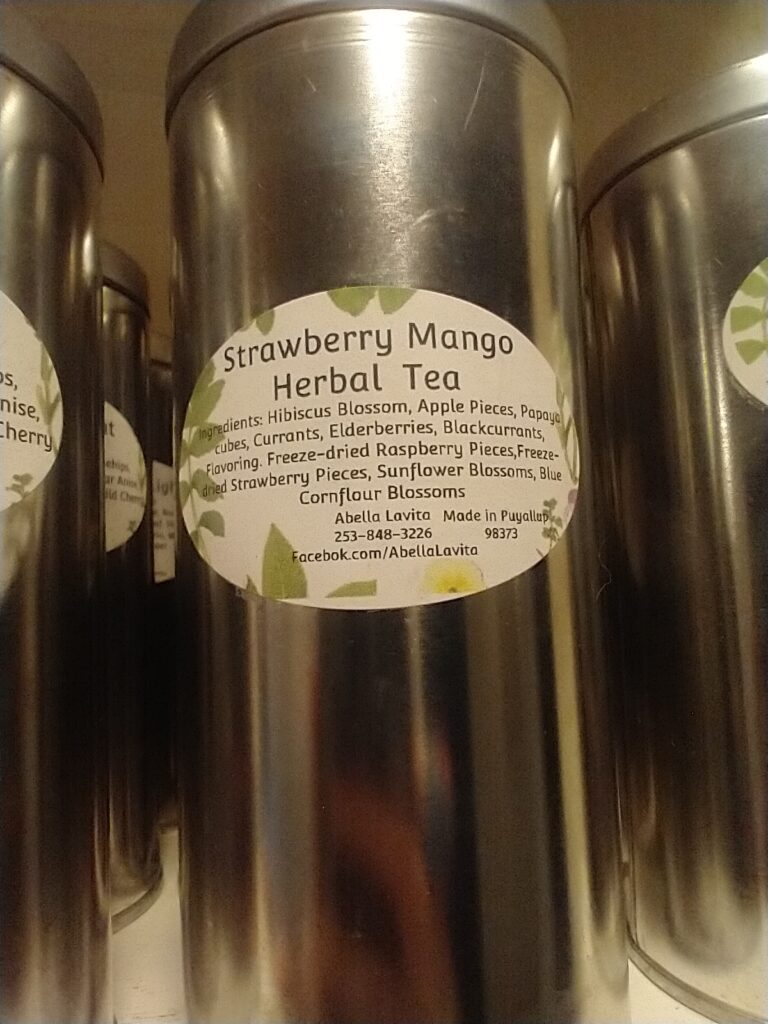 Strawberry Mango
Herbal Tea
Ingredients: Hibiscus Blossom, Apple Pieces, Papaya
cubes, Currants, Elderberries, Blackcurrants,
Flavoring. Freeze-dried Raspberry Pieces,Freeze-
dried Strawberry Pieces, Sunflower Blossoms, Blue
Cornflour Blossoms
Abella Lavita Made in Puyallup
253-848-3226 98373
Facebok.com/AbellaLavita
nise,
Cherry